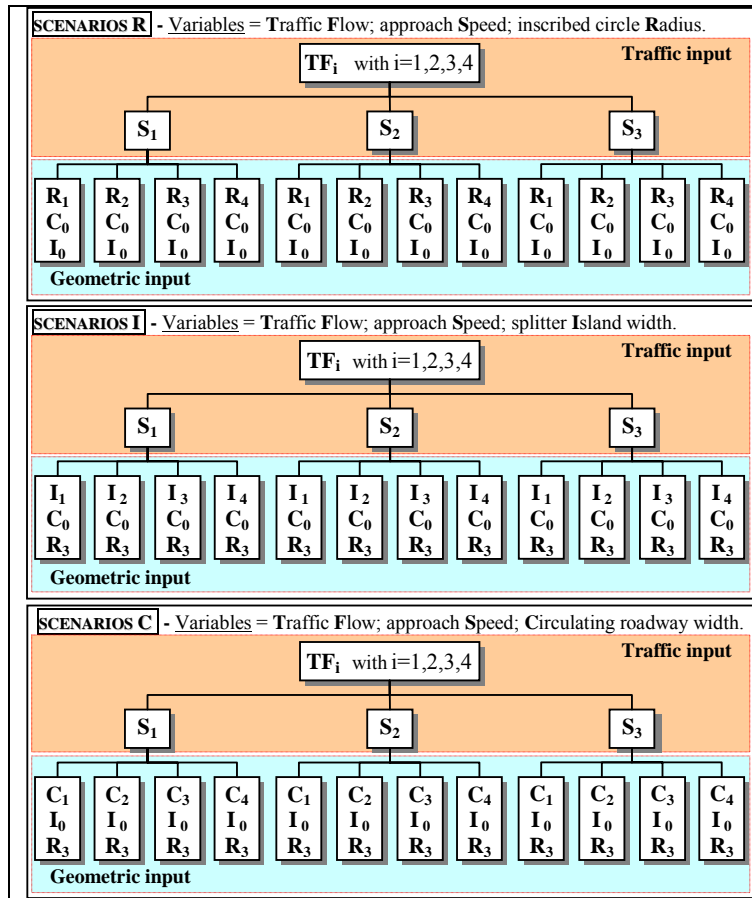 SCENARIOS R - Variables = Traffic Flow; approach Speed; inscribed circle Radius.
Traffic input
TFi with i=1,2,3,4
S1 S2 S3
R1 R2 R3 R4 R1 R2 R3 R4 R1 R2 R3 R4
C0 C0 C0 C0 C0 C0 C0 C0 C0 C0 C0 C0
I0 I0 I0 I0 I0 I0 I0 I0 I0 I0 I0 I0
Geometric input
SCENARIOS I - Variables = Traffic Flow; approach Speed; splitter Island width.
Traffic input
TFi with i=1,2,3,4
S1 S2 S3
I1 I2 I3 I4 I1 I2 I3 I4 I1 I2 I3 I4
C0 C0 C0 C0 C0 C0 C0 C0 C0 C0 C0 C0
R3 R3 R3 R3 R3 R3 R3 R3 R3 R3 R3 R3
Geometric input
SCENARIOS C - Variables = Traffic Flow; approach Speed; Circulating roadway width.
Traffic input
TFi with i=1,2,3,4
S1 S2 S3
C1 C2 C3 C4 C1 C2 C3 C4 C1 C2 C3 C4
I0 I0 I0 I0 I0 I0 I0 I0 I0 I0 I0 I0
R3 R3 R3 R3 R3 R3 R3 R3 R3 R3 R3 R3
Geometric input